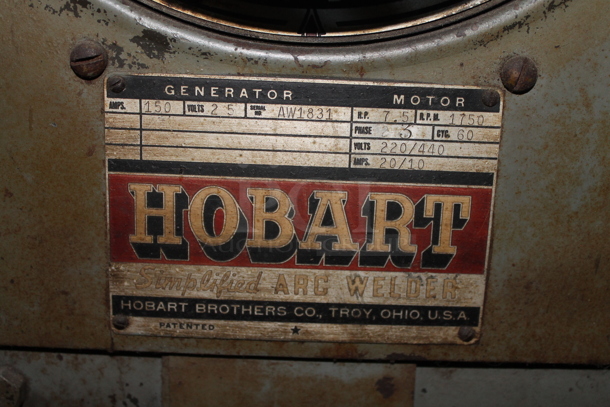 GENERATOR MOTOR
AMPS. 150 VOLTS 25 SERIAL NO AW1831 H.P. 7.5 R.P.M. 1750
PHASE 3 CYC. 60
VOLTS 220/440
AMPS. 20/10
HOBART
Simplified ARC WELDER
HOBART BROTHERS CO., TROY, OHIO, U.S.A.
PATENTED